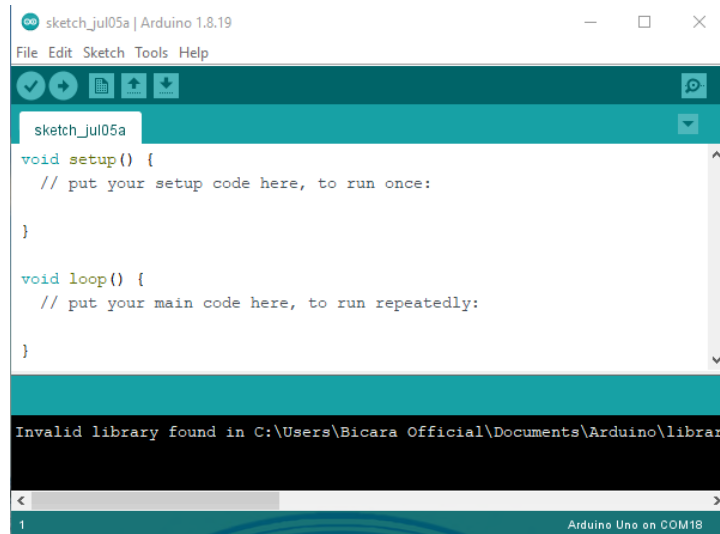 sketch_jul05a | Arduino 1.8.19
File Edit Sketch Tools Help
sketch_jul05a
void setup() {
  // put your setup code here, to run once:
}
void loop() {
  // put your main code here, to run repeatedly:
}
Invalid library found in C:\Users\Bicara Official\Documents\Arduino\librar
1
Arduino Uno on COM18